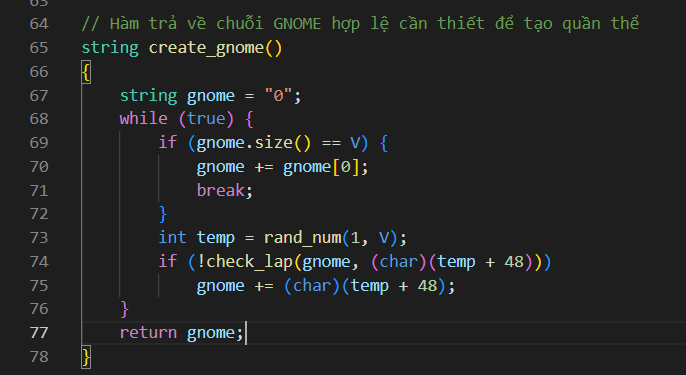 64 // Hàm trả về chuỗi GNOME hợp lệ cần thiết để tạo quần thể
65 string create_gnome()
66 {
67     string gnome = "0";
68     while (true) {
69         if (gnome.size() == V) {
70             gnome += gnome[0];
71             break;
72         }
73         int temp = rand_num(1, V);
74         if (!check_lap(gnome, (char)(temp + 48)))
75             gnome += (char)(temp + 48);
76     }
77     return gnome;
78 }